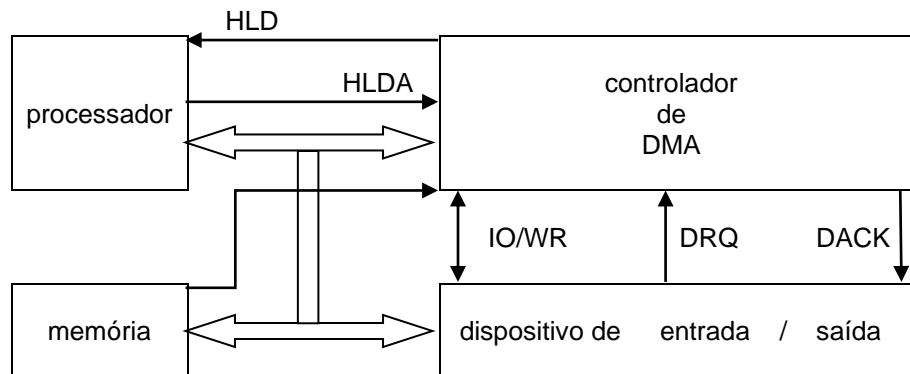 HLD
HLDA
processador
controlador
de
DMA
IO/WR DRQ DACK
memória
dispositivo de entrada / saída